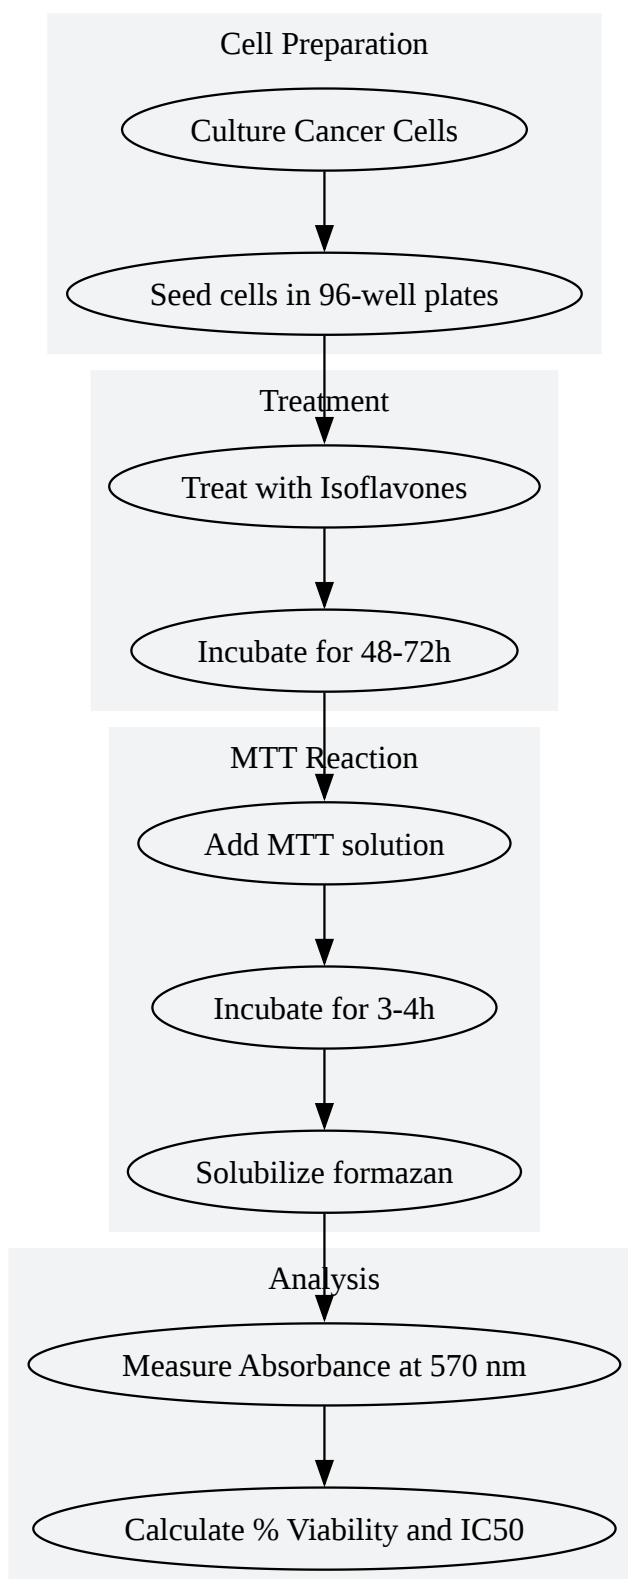 Cell Preparation
Culture Cancer Cells
Seed cells in 96-well plates
Treatment
Treat with Isoflavones
Incubate for 48-72h
MTT Reaction
Add MTT solution
Incubate for 3-4h
Solubilize formazan
Analysis
Measure Absorbance at 570 nm
Calculate % Viability and IC50